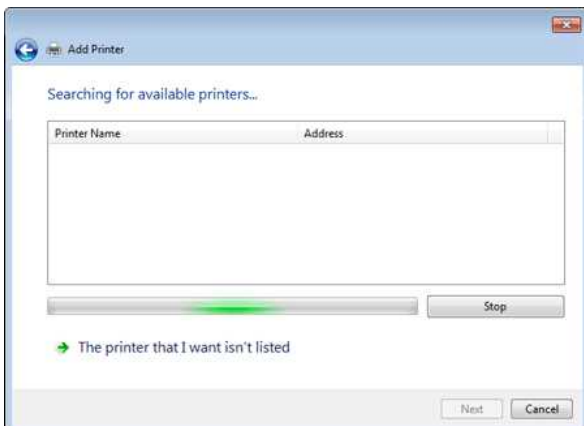 Add Printer
Searching for available printers...
Printer Name Address
Stop
The printer that I want isn't listed
Next Cancel